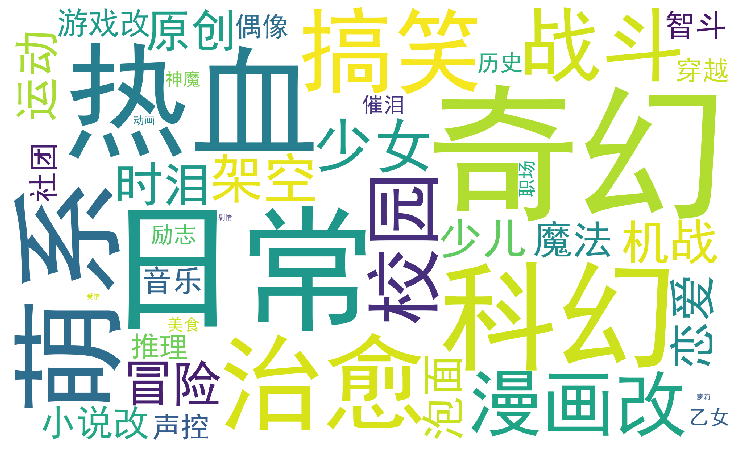 游戏改
原创
偶像
搞笑
战斗
智斗
运动
热血
神魔
历史
穿越
动画
催泪
奇幻
社团
时泪
架空
少女
职场
萌系
日常
校园
励志
少儿
魔法
机战
音乐
科幻
恋爱
美食
推理
冒险
治愈
泡面
漫画改
小说改
声控
乙女
萝莉